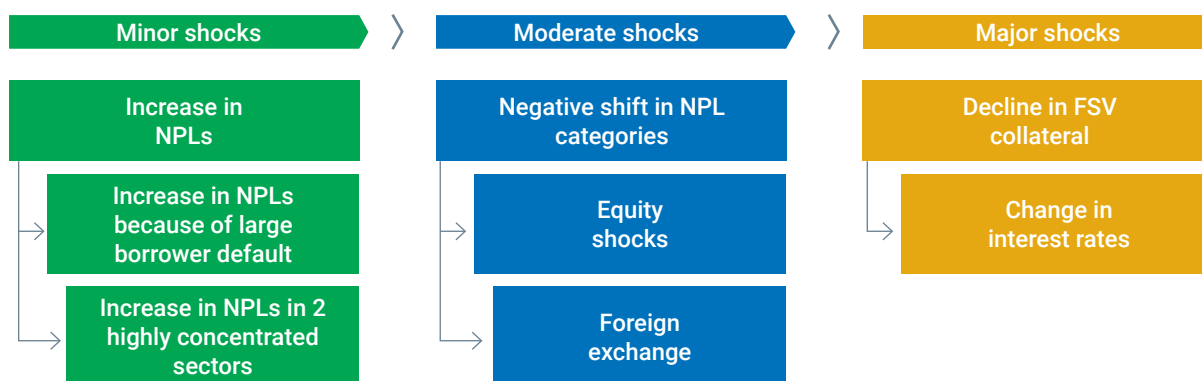 Minor shocks
Moderate shocks
Major shocks
Increase in
NPLs
Negative shift in NPL
categories
Decline in FSV
collateral
Increase in NPLs
because of large
borrower default
Equity
shocks
Change in
interest rates
Increase in NPLs in 2
highly concentrated
sectors
Foreign
exchange